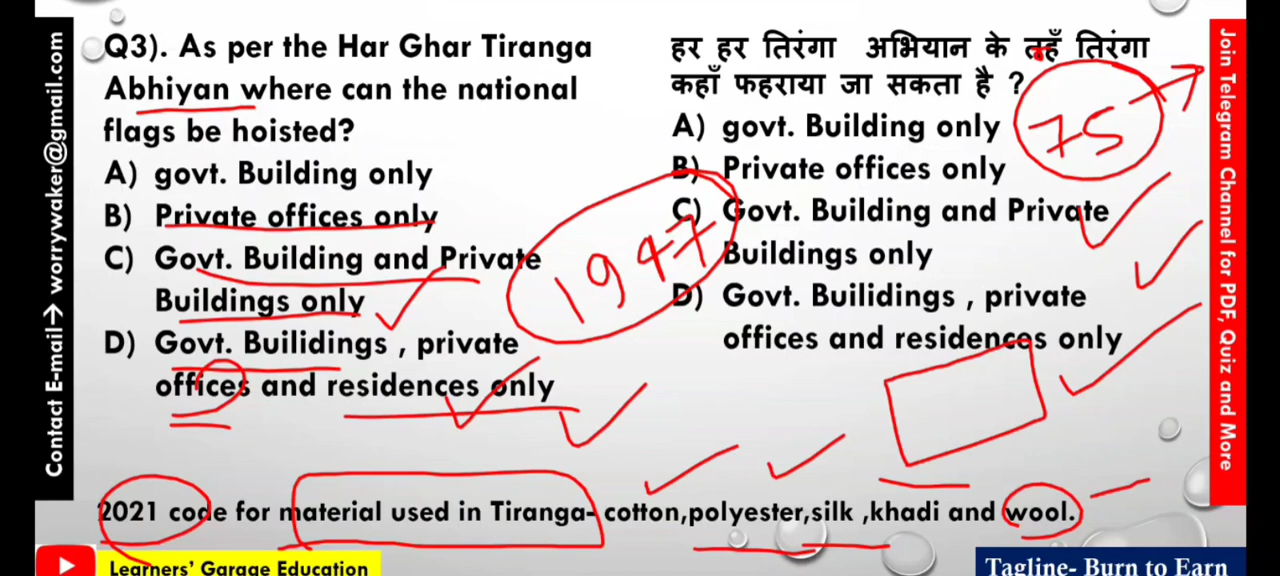 Contact E-mail→ worrywaker@gmail.com
Q3). As per the Har Ghar Tiranga
Abhiyan where can the national
flags be hoisted?
A) govt. Building only
B) Private offices only
C) Govt. Building and Private
Buildings only
D) Govt. Builidings , private
offices and residences only
हर हर तिरंगा अभियान के तहँ तिरंगा
कहाँ फहराया जा सकता है ?
A) govt. Building only
B) Private offices only
C) Govt. Building and Private
Buildings only
D) Govt. Builidings , private
offices and residences only
75
1947
2021 code for material used in Tiranga- cotton,polyester,silk ,khadi and wool.
Learners' Garage Education
Tagline- Burn to Earn
Join Telegram Channel for PDF, Quiz and More